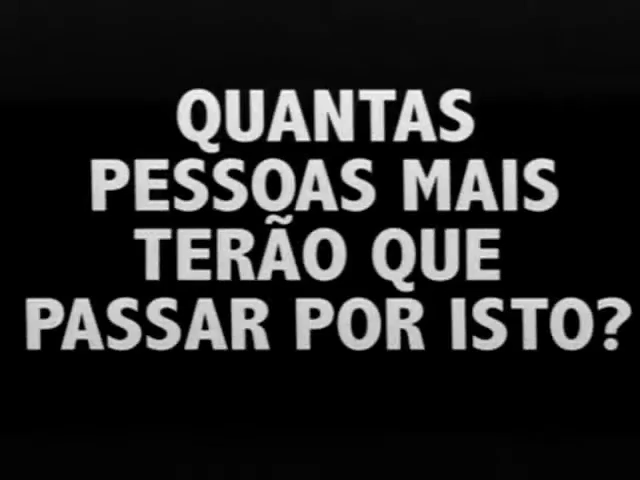 QUANTAS
PESSOAS MAIS
TERÃO QUE
PASSAR POR ISTO?